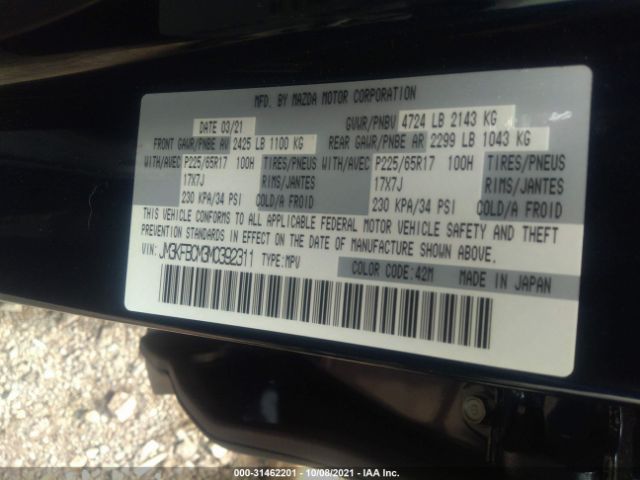 MFD. BY MAZDA MOTOR CORPORATION
DATE 03/21 GVWR/PNBV 4724 LB 2143 KG
FRONT GAWR/PNBE AV 2425 LB 1100 KG REAR GAWR/PNBE AR 2299 LB 1043 KG
WITH/AVEC P225/65R17 100H TIRES/PNEUS WITH/AVEC P225/65R17 100H TIRES/PNEUS
17X7J RIMS/JANTES 17X7J RIMS/JANTES
230 KPA/34 PSI COLD/A FROID 230 KPA/34 PSI COLD/A FROID
THIS VEHICLE CONFORMS TO ALL APPLICABLE FEDERAL MOTOR VEHICLE SAFETY AND THEFT
PREVENTION STANDARDS IN EFFECT ON THE DATE OF MANUFACTURE SHOWN ABOVE.
VIN: JM3KFBCM3M0392311 TYPE: MPV
COLOR CODE: 42M MADE IN JAPAN
000-31462201 - 10/08/2021 - IAA Inc.